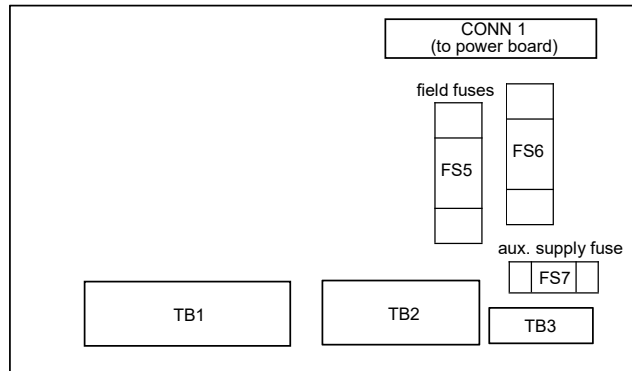 CONN 1
(to power board)
field fuses
FS5
FS6
aux. supply fuse
FS7
TB1
TB2
TB3